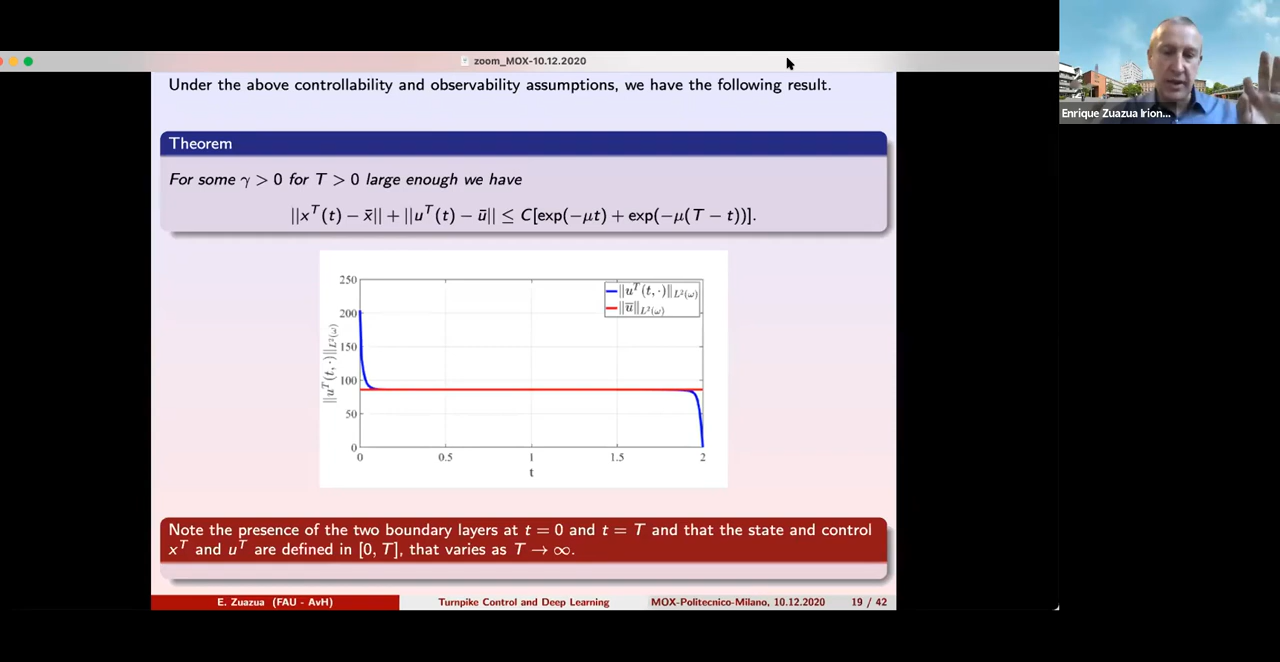 zoom_MOX-10.12.2020
Under the above controllability and observability assumptions, we have the following result.
Enrique Zuazua Irion...
Theorem
For some γ > 0 for T > 0 large enough we have
||x^T(t) − x̄|| + ||u^T(t) − ū|| ≤ C[exp(−μt) + exp(−μ(T − t))].
250
200
150
100
50
0
||u^T(t, ·)||_{L²(ω)}
||u^T(t, ·)||_{L²(ω)}
||ū||_{L²(ω)}
0 0.5 1 1.5 2
t
Note the presence of the two boundary layers at t = 0 and t = T and that the state and control
x^T and u^T are defined in [0, T], that varies as T → ∞.
E. Zuazua (FAU - AvH) Turnpike Control and Deep Learning MOX-Politecnico-Milano, 10.12.2020 19 / 42